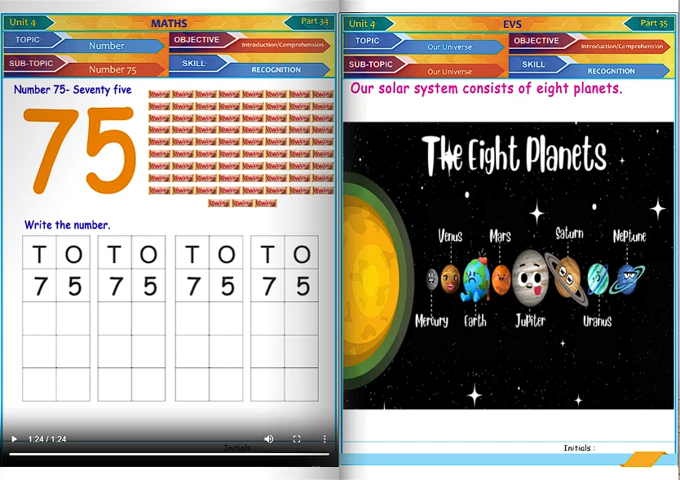 Unit 4
MATHS
Part 34
TOPIC
Number
OBJECTIVE
Introduction/Comprehension
SUB-TOPIC
Number 75
SKILL
RECOGNITION
Number 75- Seventy five
75
Write the number.
T O T O T O T O
7 5 7 5 7 5 7 5
1:24 / 1:24
Initials :
Unit 4
EVS
Part 35
TOPIC
Our Universe
OBJECTIVE
Introduction/Comprehension
SUB-TOPIC
Our Universe
SKILL
RECOGNITION
Our solar system consists of eight planets.
The Eight Planets
Venus Mars Saturn Neptune
Mercury Earth Jupiter Uranus
Initials :